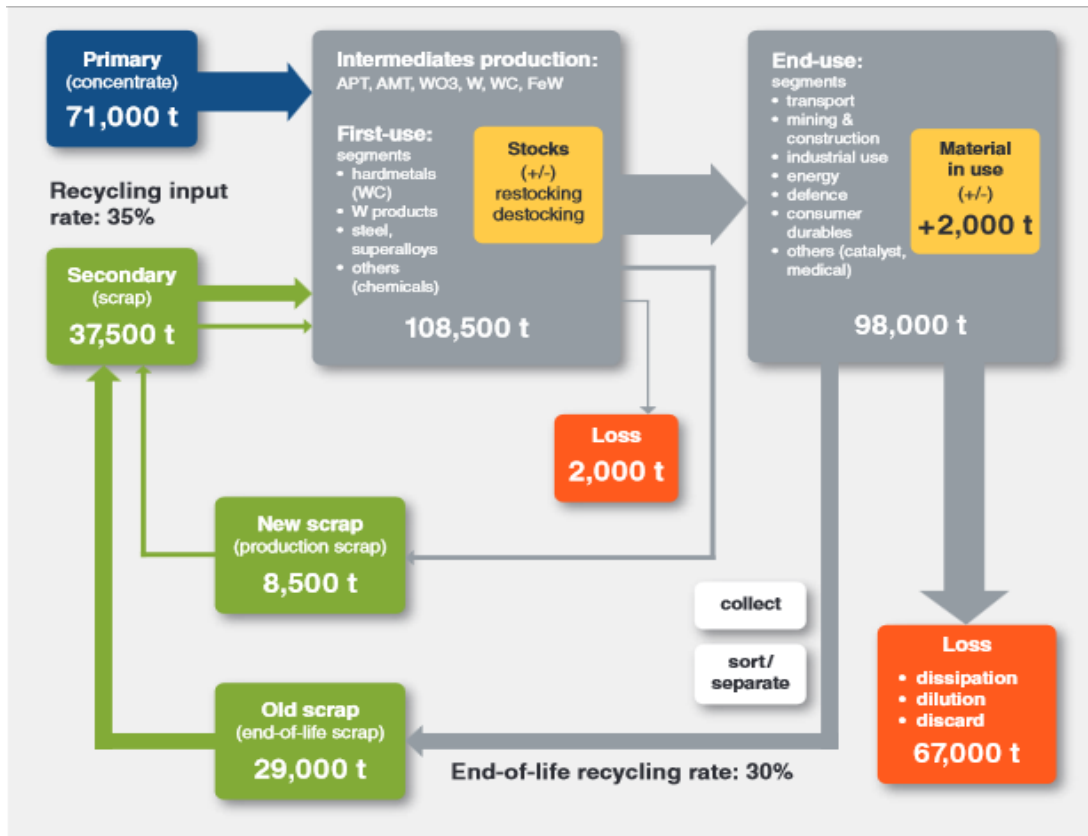 Primary
(concentrate)
71,000 t
Recycling input
rate: 35%
Secondary
(scrap)
37,500 t
Intermediates production:
APT, AMT, WO3, W, WC, FeW
First-use:
segments
• hardmetals
(WC)
• W products
• steel,
superalloys
• others
(chemicals)
Stocks
(+/-)
restocking
destocking
108,500 t
End-use:
segments
• transport
• mining &
construction
• industrial use
• energy
• defence
• consumer
durables
• others (catalyst,
medical)
Material
in use
(+/-)
+2,000 t
98,000 t
Loss
2,000 t
New scrap
(production scrap)
8,500 t
collect
sort/
separate
Loss
• dissipation
• dilution
• discard
67,000 t
Old scrap
(end-of-life scrap)
29,000 t
End-of-life recycling rate: 30%